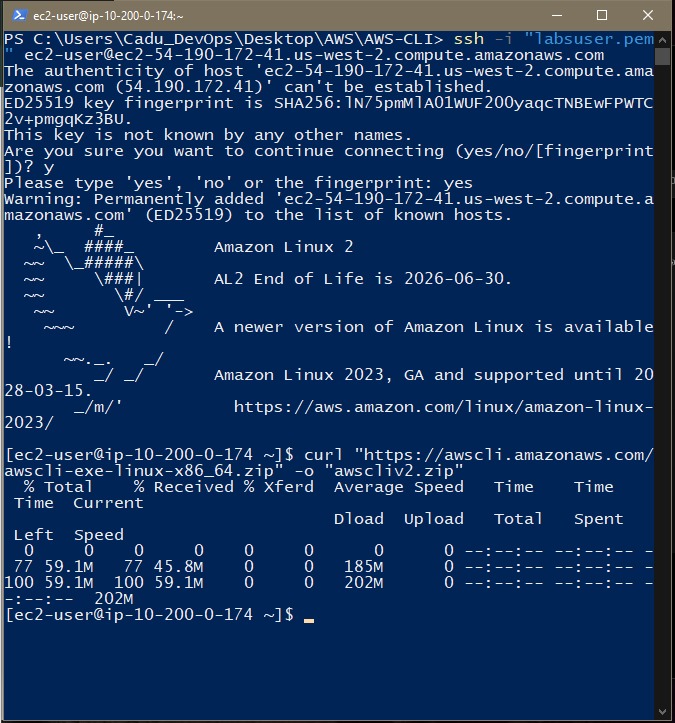 ec2-user@ip-10-200-0-174:~
PS C:\Users\Cadu_DevOps\Desktop\AWS\AWS-CLI> ssh -i "labsuser.pem
" ec2-user@ec2-54-190-172-41.us-west-2.compute.amazonaws.com
The authenticity of host 'ec2-54-190-172-41.us-west-2.compute.ama
zonaws.com (54.190.172.41)' can't be established.
ED25519 key fingerprint is SHA256:lN75pmMlA01WUF200yaqcTNBEwFPWTC
2v+pmgqKz3BU.
This key is not known by any other names.
Are you sure you want to continue connecting (yes/no/[fingerprint
])? y
Please type 'yes', 'no' or the fingerprint: yes
Warning: Permanently added 'ec2-54-190-172-41.us-west-2.compute.a
mazonaws.com' (ED25519) to the list of known hosts.
   ,     #_
   ~\_  ####_        Amazon Linux 2
  ~~  \_#####\
  ~~     \###|       AL2 End of Life is 2026-06-30.
  ~~       \#/ ___
   ~~       V~' '->
    ~~~         /    A newer version of Amazon Linux is available
!
      ~~._.   _/
         _/ _/       Amazon Linux 2023, GA and supported until 20
28-03-15.
       _/m/'           https://aws.amazon.com/linux/amazon-linux-
2023/
[ec2-user@ip-10-200-0-174 ~]$ curl "https://awscli.amazonaws.com/
awscli-exe-linux-x86_64.zip" -o "awscliv2.zip"
  % Total    % Received % Xferd  Average Speed   Time    Time
 Time  Current
                                 Dload  Upload   Total   Spent
 Left  Speed
  0     0    0     0    0     0      0      0 --:--:-- --:--:-- -
 77 59.1M   77 45.8M    0     0   185M      0 --:--:-- --:--:-- -
100 59.1M  100 59.1M    0     0   202M      0 --:--:-- --:--:-- -
-:--:--  202M
[ec2-user@ip-10-200-0-174 ~]$